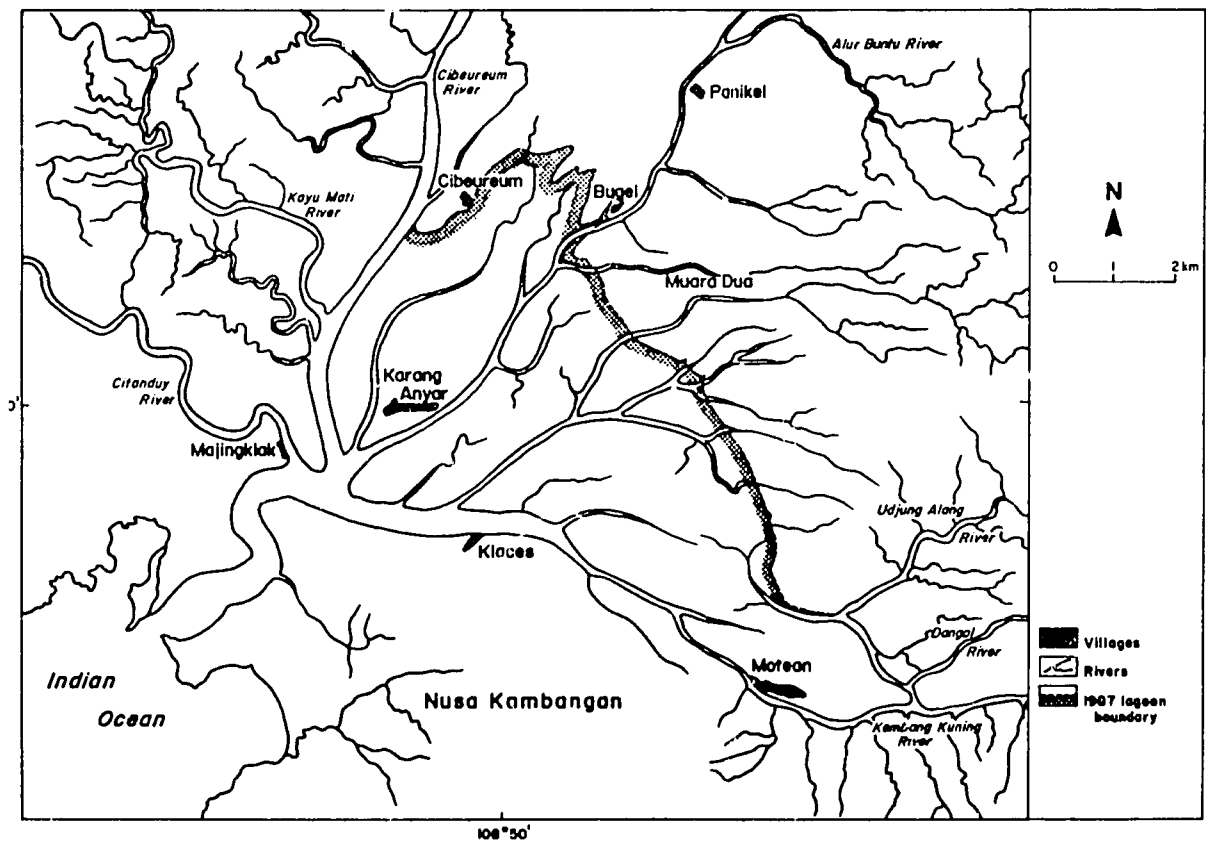 Alur Buntu River
Cibeureum
River
Panikel
Cibeureum
Bugel
Kayu Mati
River
N
0
2 km
Muara Dua
Citanduy
River
Karang
Anyar
0'
Majingklak
Klaces
Udjung Alang
River
Dangal
River
Motean
Indian
Ocean
Nusa Kambangan
Kembang Kuning
River
Villages
Rivers
1907 lagoon
boundary
108°50'